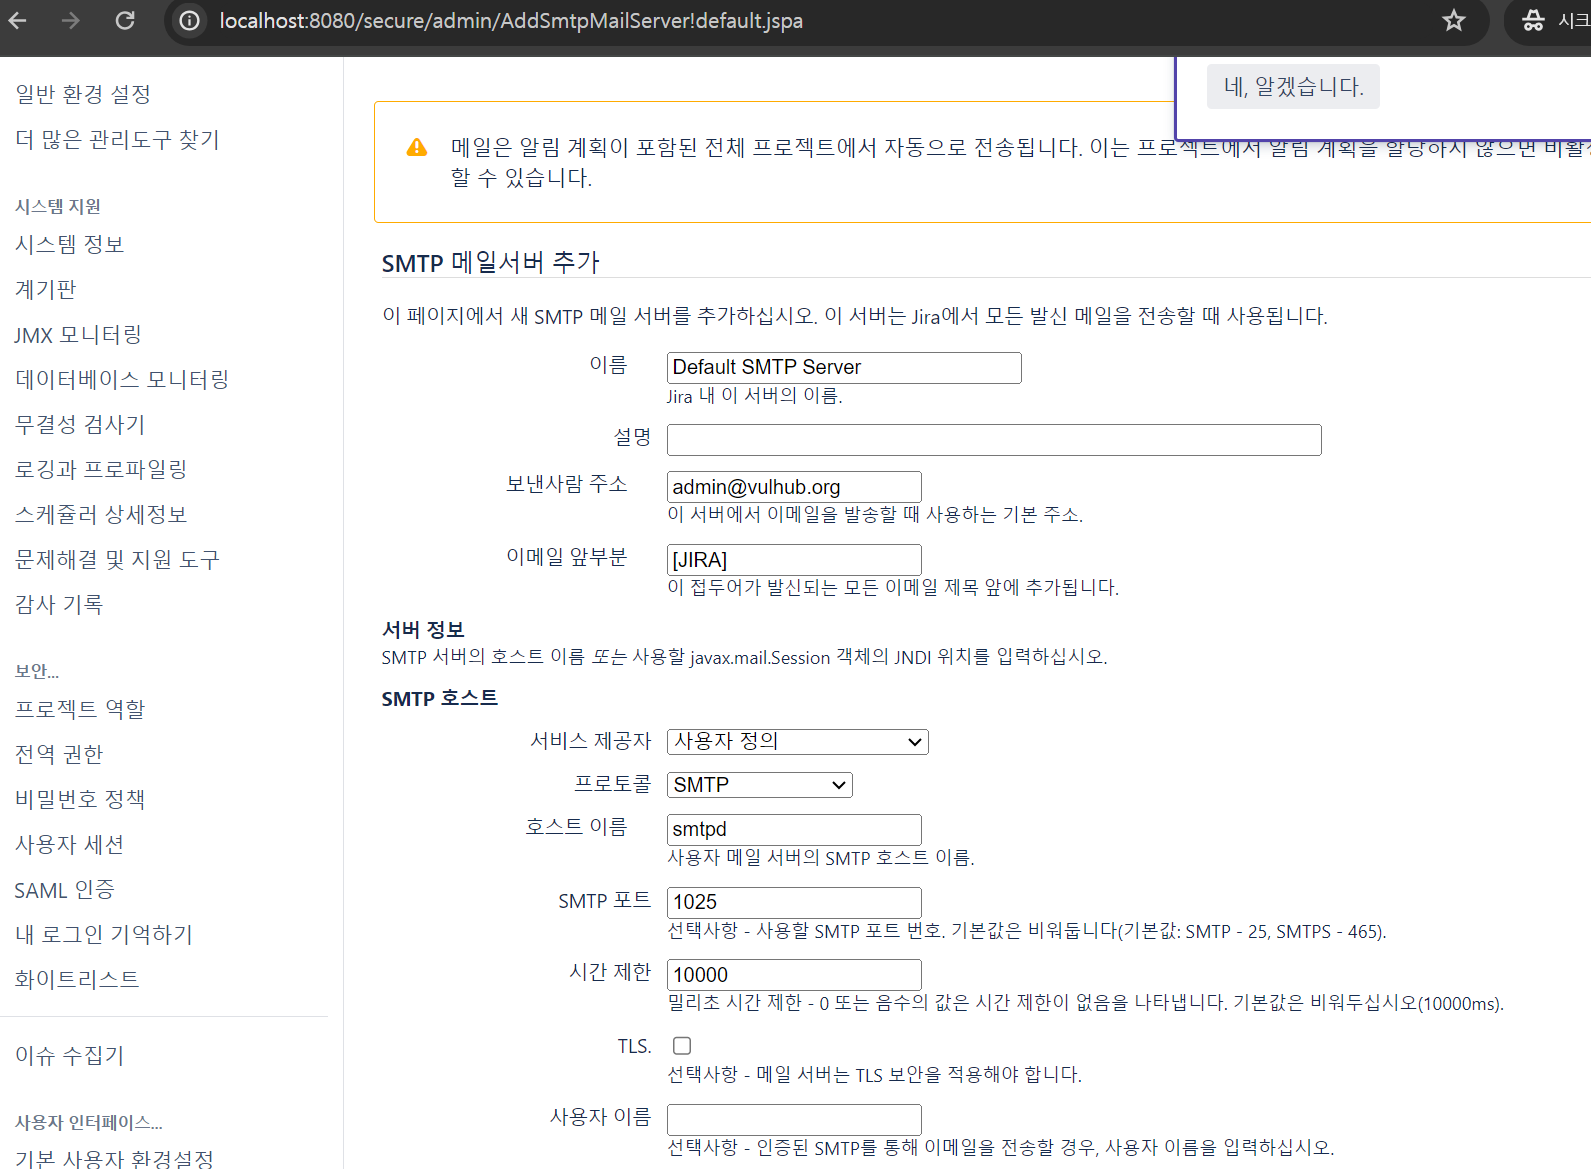 localhost:8080/secure/admin/AddSmtpMailServer!default.jspa
시크
일반 환경 설정
더 많은 관리도구 찾기
시스템 지원
시스템 정보
계기판
JMX 모니터링
데이터베이스 모니터링
무결성 검사기
로깅과 프로파일링
스케쥴러 상세정보
문제해결 및 지원 도구
감사 기록
보안...
프로젝트 역할
전역 권한
비밀번호 정책
사용자 세션
SAML 인증
내 로그인 기억하기
화이트리스트
이슈 수집기
사용자 인터페이스...
기본 사용자 환경설정
네, 알겠습니다.
메일은 알림 계획이 포함된 전체 프로젝트에서 자동으로 전송됩니다. 이는 프로젝트에서 알림 계획을 할당하지 않으면 비활성
할 수 있습니다.
SMTP 메일서버 추가
이 페이지에서 새 SMTP 메일 서버를 추가하십시오. 이 서버는 Jira에서 모든 발신 메일을 전송할 때 사용됩니다.
이름 Default SMTP Server
Jira 내 이 서버의 이름.
설명
보낸사람 주소 admin@vulhub.org
이 서버에서 이메일을 발송할 때 사용하는 기본 주소.
이메일 앞부분 [JIRA]
이 접두어가 발신되는 모든 이메일 제목 앞에 추가됩니다.
서버 정보
SMTP 서버의 호스트 이름 또는 사용할 javax.mail.Session 객체의 JNDI 위치를 입력하십시오.
SMTP 호스트
서비스 제공자 사용자 정의
프로토콜 SMTP
호스트 이름 smtpd
사용자 메일 서버의 SMTP 호스트 이름.
SMTP 포트 1025
선택사항 - 사용할 SMTP 포트 번호. 기본값은 비워둡니다(기본값: SMTP - 25, SMTPS - 465).
시간 제한 10000
밀리초 시간 제한 - 0 또는 음수의 값은 시간 제한이 없음을 나타냅니다. 기본값은 비워두십시오(10000ms).
TLS.
선택사항 - 메일 서버는 TLS 보안을 적용해야 합니다.
사용자 이름
선택사항 - 인증된 SMTP를 통해 이메일을 전송할 경우, 사용자 이름을 입력하십시오.